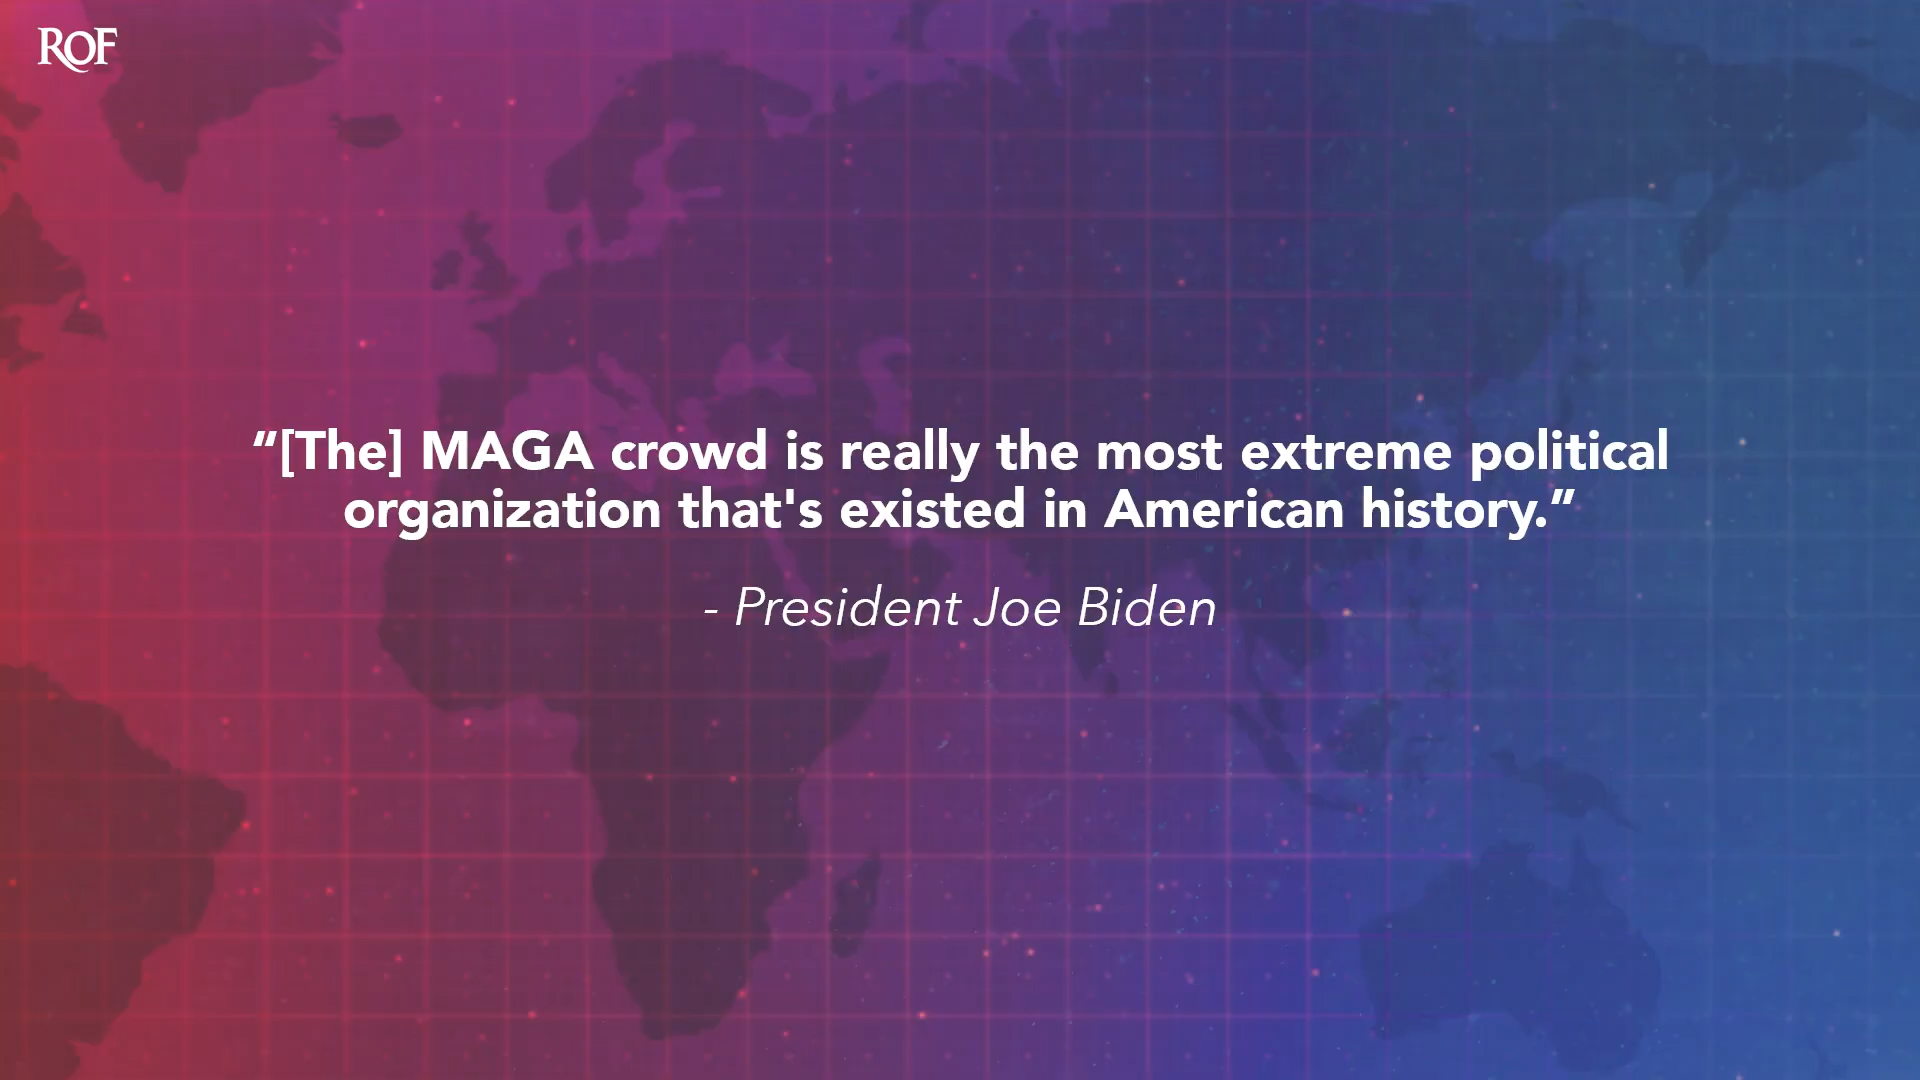 ROF
“[The] MAGA crowd is really the most extreme political
organization that's existed in American history.”
- President Joe Biden